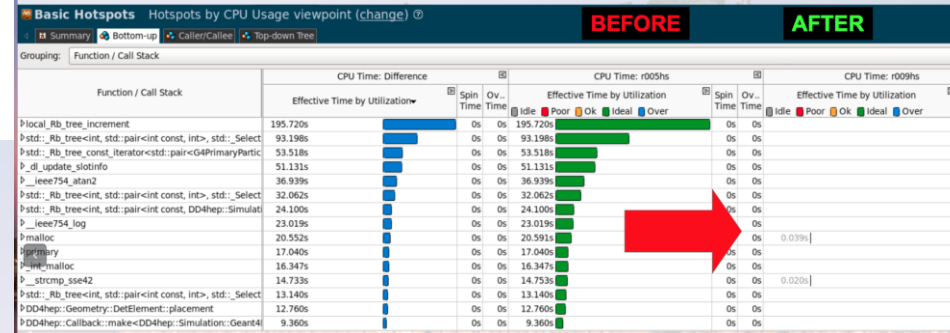 Basic Hotspots Hotspots by CPU Usage viewpoint (change)
BEFORE AFTER
Summary Bottom-up Caller/Callee Top-down Tree
Grouping: Function / Call Stack
CPU Time: Difference CPU Time: r005hs CPU Time: r009hs
Function / Call Stack Effective Time by Utilization Spin Time Ov.. Time Effective Time by Utilization Spin Time Ov.. Time Effective Time by Utilization
Idle Poor Ok Ideal Over Idle Poor Ok Ideal Over
local_Rb_tree_increment 195.720s 0s 0s 195.720s 0s 0s
std::_Rb_tree<int, std::pair<int const, int>, std::_Select 93.198s 0s 0s 93.198s 0s 0s
std::_Rb_tree_const_iterator<std::pair<G4PrimaryPartic 53.518s 0s 0s 53.518s 0s 0s
_dl_update_slotinfo 51.131s 0s 0s 51.131s 0s 0s
__ieee754_atan2 36.939s 0s 0s 36.939s 0s 0s
std::_Rb_tree<int, std::pair<int const, int>, std::_Select 32.062s 0s 0s 32.062s 0s
std::_Rb_tree<int, std::pair<int const, DD4hep::Simulati 24.100s 0s 0s 24.100s 0s 0s
__ieee754_log 23.019s 0s 0s 23.019s 0s
malloc 20.552s 0s 0s 20.591s 0s 0.039s
primary 17.040s 0s 0s 17.040s 0s
_int_malloc 16.347s 0s 0s 16.347s 0s 0s
__strcmp_sse42 14.733s 0s 0s 14.753s 0s 0s 0.020s
std::_Rb_tree<int, std::pair<int const, int>, std::_Select 13.140s 0s 0s 13.140s 0s 0s
DD4hep::Geometry::DetElement::placement 12.760s 0s 0s 12.760s 0s 0s
DD4hep::Callback::make<DD4hep::Simulation::Geant4 9.360s 0s 0s 9.360s 0s 0s